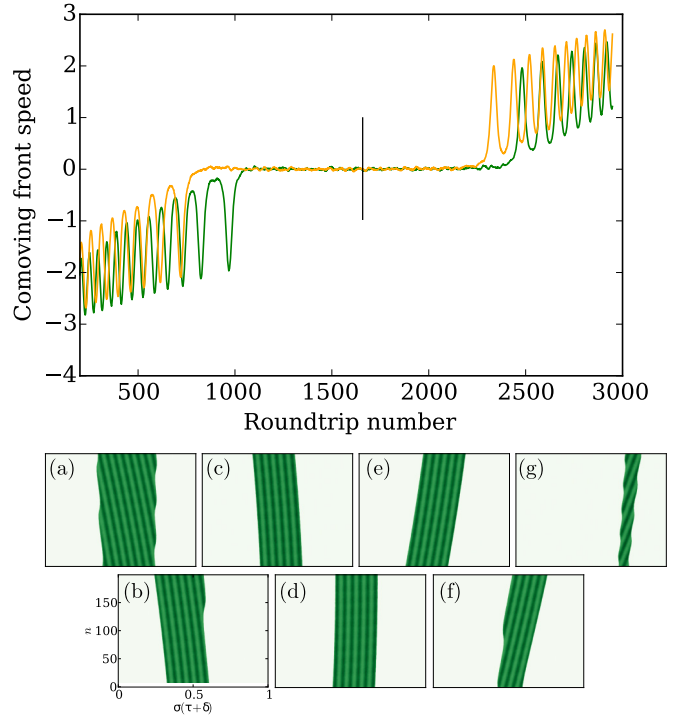 Comoving front speed
3
2
1
0
−1
−2
−3
−4
500 1000 1500 2000 2500 3000
Roundtrip number
(a) (c) (e) (g)
(b) (d) (f)
n
150
100
50
0
0 0.5 1
σ(τ+δ)